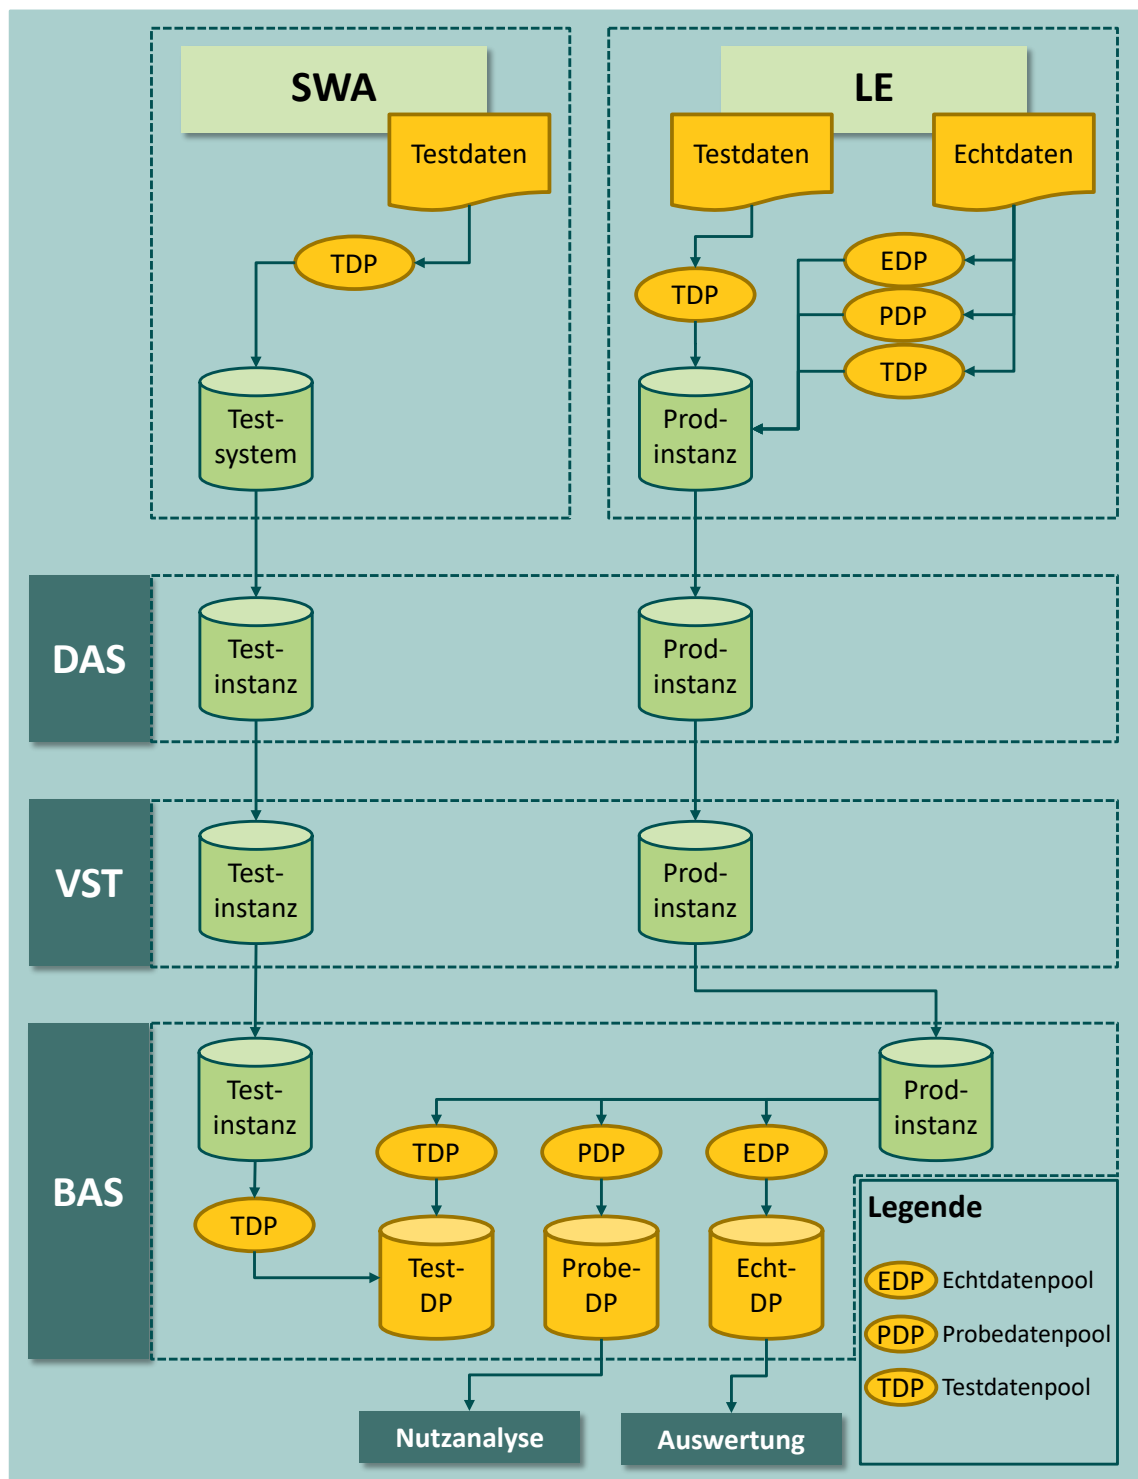 SWA
LE
Testdaten
Testdaten
Echtdaten
TDP
EDP
TDP
PDP
TDP
Test-
system
Prod-
instanz
DAS
Test-
instanz
Prod-
instanz
VST
Test-
instanz
Prod-
instanz
BAS
Test-
instanz
Prod-
instanz
TDP
PDP
EDP
TDP
Test-
DP
Probe-
DP
Echt-
DP
Legende
EDP Echtdatenpool
PDP Probedatenpool
TDP Testdatenpool
Nutzanalyse
Auswertung